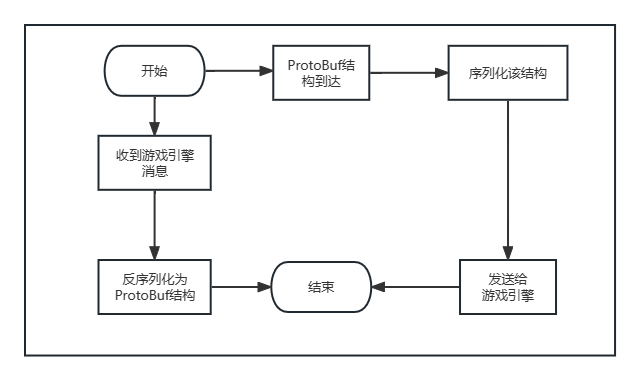 开始
ProtoBuf结
构到达
序列化该结构
收到游戏引擎
消息
反序列化为
ProtoBuf结构
结束
发送给
游戏引擎